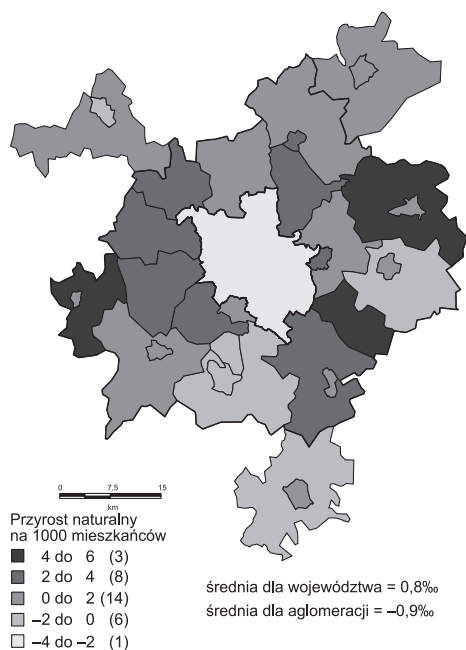 0 7,5 15
km
Przyrost naturalny
na 1000 mieszkańców
4 do 6 (3)
2 do 4 (8)
0 do 2 (14)
–2 do 0 (6)
–4 do –2 (1)
średnia dla województwa = 0,8‰
średnia dla aglomeracji = –0,9‰